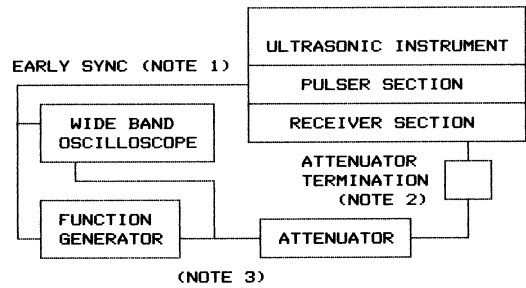 ULTRASONIC INSTRUMENT
EARLY SYNC (NOTE 1)
PULSER SECTION
RECEIVER SECTION
WIDE BAND
OSCILLOSCOPE
ATTENUATOR
TERMINATION
(NOTE 2)
FUNCTION
GENERATOR
ATTENUATOR
(NOTE 3)